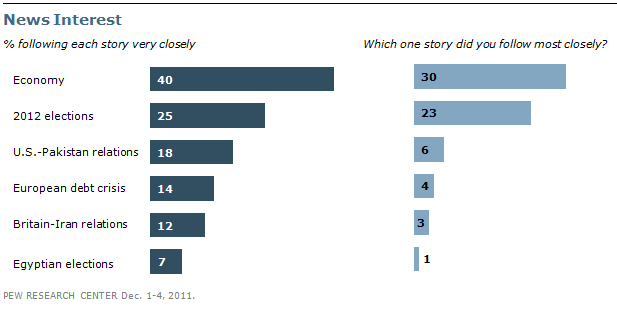 News Interest
% following each story very closely Which one story did you follow most closely?
Economy 40 30
2012 elections 25 23
U.S.-Pakistan relations 18 6
European debt crisis 14 4
Britain-Iran relations 12 3
Egyptian elections 7 1
PEW RESEARCH CENTER Dec. 1-4, 2011.